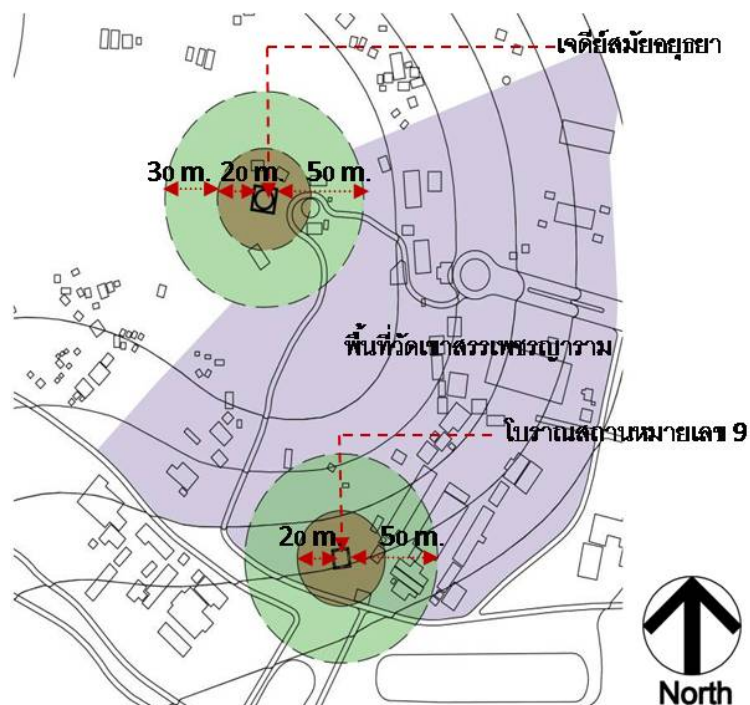 เจดีย์สมัยอยุธยา
30 m. 20 m. 50 m.
พื้นที่วัดเขาสรรเพชรญาราม
โบราณสถานหมายเลข 9
20 m. 50 m.
North